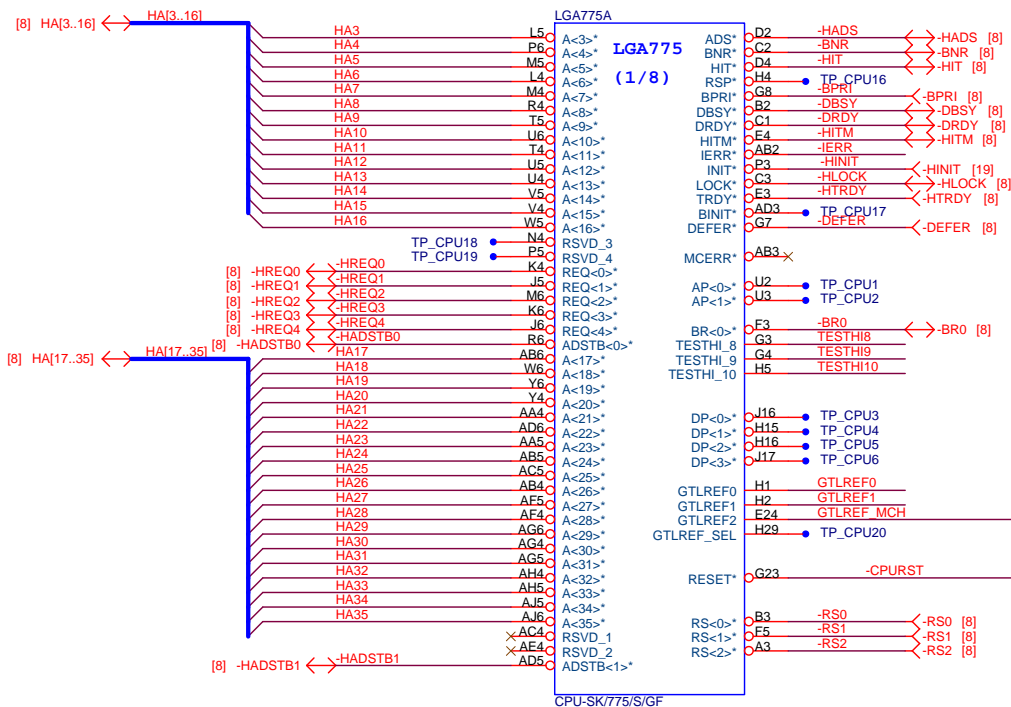 LGA775A
[8] HA[3..16]
LGA775
(1/8)
HA3 L5 A<3>* ADS* D2 -HADS -HADS [8]
HA4 P6 A<4>* BNR* C2 -BNR -BNR [8]
HA5 M5 A<5>* HIT* D4 -HIT -HIT [8]
HA6 L4 A<6>* RSP* H4 TP_CPU16
HA7 M4 A<7>* BPRI* G8 -BPRI -BPRI [8]
HA8 R4 A<8>* DBSY* B2 -DBSY -DBSY [8]
HA9 T5 A<9>* DRDY* C1 -DRDY -DRDY [8]
HA10 U6 A<10>* HITM* E4 -HITM -HITM [8]
HA11 T4 A<11>* IERR* AB2 -IERR
HA12 U5 A<12>* INIT* P3 -HINIT -HINIT [19]
HA13 U4 A<13>* LOCK* C3 -HLOCK -HLOCK [8]
HA14 V5 A<14>* TRDY* E3 -HTRDY -HTRDY [8]
HA15 V4 A<15>* BINIT* AD3 TP_CPU17
HA16 W5 A<16>* DEFER* G7 -DEFER -DEFER [8]
TP_CPU18 N4 RSVD_3
TP_CPU19 P5 RSVD_4 MCERR* AB3
[8] -HREQ0 -HREQ0 K4 REQ<0>*
[8] -HREQ1 -HREQ1 J5 REQ<1>* AP<0>* U2 TP_CPU1
[8] -HREQ2 -HREQ2 M6 REQ<2>* AP<1>* U3 TP_CPU2
[8] -HREQ3 -HREQ3 K6 REQ<3>*
[8] -HREQ4 -HREQ4 J6 REQ<4>* BR<0>* F3 -BR0 -BR0 [8]
[8] -HADSTB0 -HADSTB0 R6 ADSTB<0>* TESTHI_8 G3 TESTHI8
[8] HA[17..35] HA[17..35] HA17 AB6 A<17>* TESTHI_9 G4 TESTHI9
HA18 W6 A<18>* TESTHI_10 H5 TESTHI10
HA19 Y6 A<19>*
HA20 Y4 A<20>*
HA21 AA4 A<21>* DP<0>* J16 TP_CPU3
HA22 AD6 A<22>* DP<1>* H15 TP_CPU4
HA23 AA5 A<23>* DP<2>* H16 TP_CPU5
HA24 AB5 A<24>* DP<3>* J17 TP_CPU6
HA25 AC5 A<25>*
HA26 AB4 A<26>* GTLREF0 H1 GTLREF0
HA27 AF5 A<27>* GTLREF1 H2 GTLREF1
HA28 AF4 A<28>* GTLREF2 E24 GTLREF_MCH
HA29 AG6 A<29>* GTLREF_SEL H29 TP_CPU20
HA30 AG4 A<30>*
HA31 AG5 A<31>*
HA32 AH4 A<32>* RESET* G23 -CPURST
HA33 AH5 A<33>*
HA34 AJ5 A<34>*
HA35 AJ6 A<35>* RS<0>* B3 -RS0 -RS0 [8]
AC4 RSVD_1 RS<1>* F5 -RS1 -RS1 [8]
AE4 RSVD_2 RS<2>* A3 -RS2 -RS2 [8]
[8] -HADSTB1 -HADSTB1 AD5 ADSTB<1>*
CPU-SK/775/S/GF